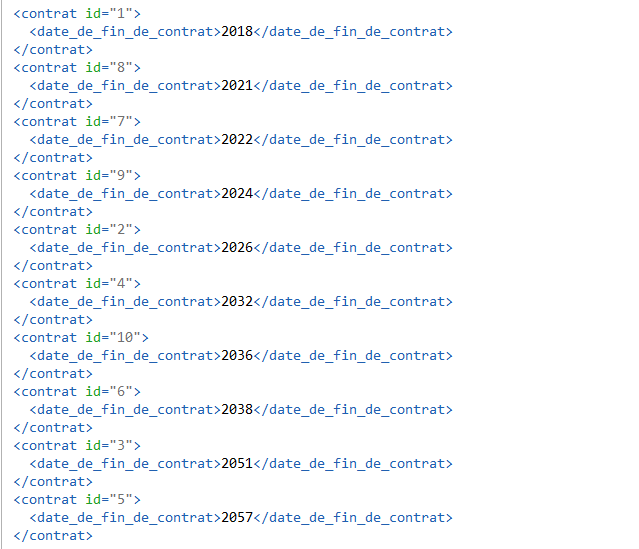 <contrat id="1">
  <date_de_fin_de_contrat>2018</date_de_fin_de_contrat>
</contrat>
<contrat id="8">
  <date_de_fin_de_contrat>2021</date_de_fin_de_contrat>
</contrat>
<contrat id="7">
  <date_de_fin_de_contrat>2022</date_de_fin_de_contrat>
</contrat>
<contrat id="9">
  <date_de_fin_de_contrat>2024</date_de_fin_de_contrat>
</contrat>
<contrat id="2">
  <date_de_fin_de_contrat>2026</date_de_fin_de_contrat>
</contrat>
<contrat id="4">
  <date_de_fin_de_contrat>2032</date_de_fin_de_contrat>
</contrat>
<contrat id="10">
  <date_de_fin_de_contrat>2036</date_de_fin_de_contrat>
</contrat>
<contrat id="6">
  <date_de_fin_de_contrat>2038</date_de_fin_de_contrat>
</contrat>
<contrat id="3">
  <date_de_fin_de_contrat>2051</date_de_fin_de_contrat>
</contrat>
<contrat id="5">
  <date_de_fin_de_contrat>2057</date_de_fin_de_contrat>
</contrat>